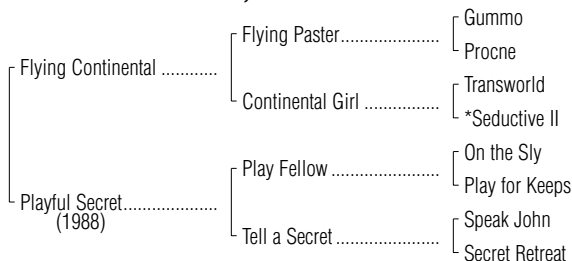 Gummo
Flying Paster.....................
Procne
Flying Continental ............
Transworld
Continental Girl ................
*Seductive II
On the Sly
Play Fellow .......................
Play for Keeps
Playful Secret.....................
(1988)
Speak John
Tell a Secret ......................
Secret Retreat